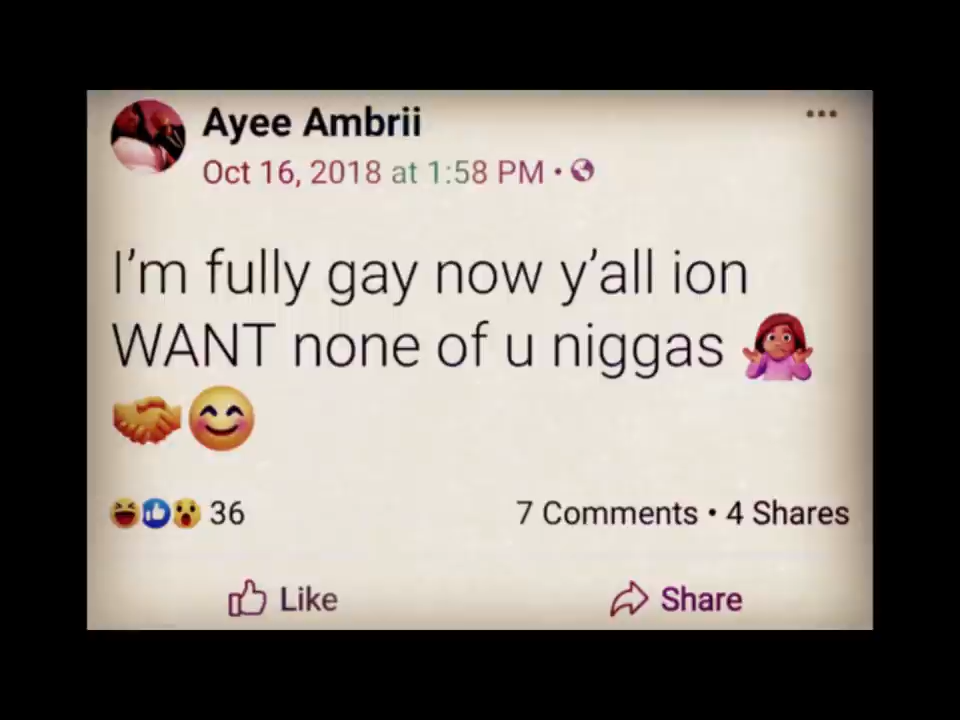 Ayee Ambrii
Oct 16, 2018 at 1:58 PM •
I'm fully gay now y'all ion
WANT none of u niggas 🤷🏽‍♀️
🤝😊
36
7 Comments • 4 Shares
Like
Share